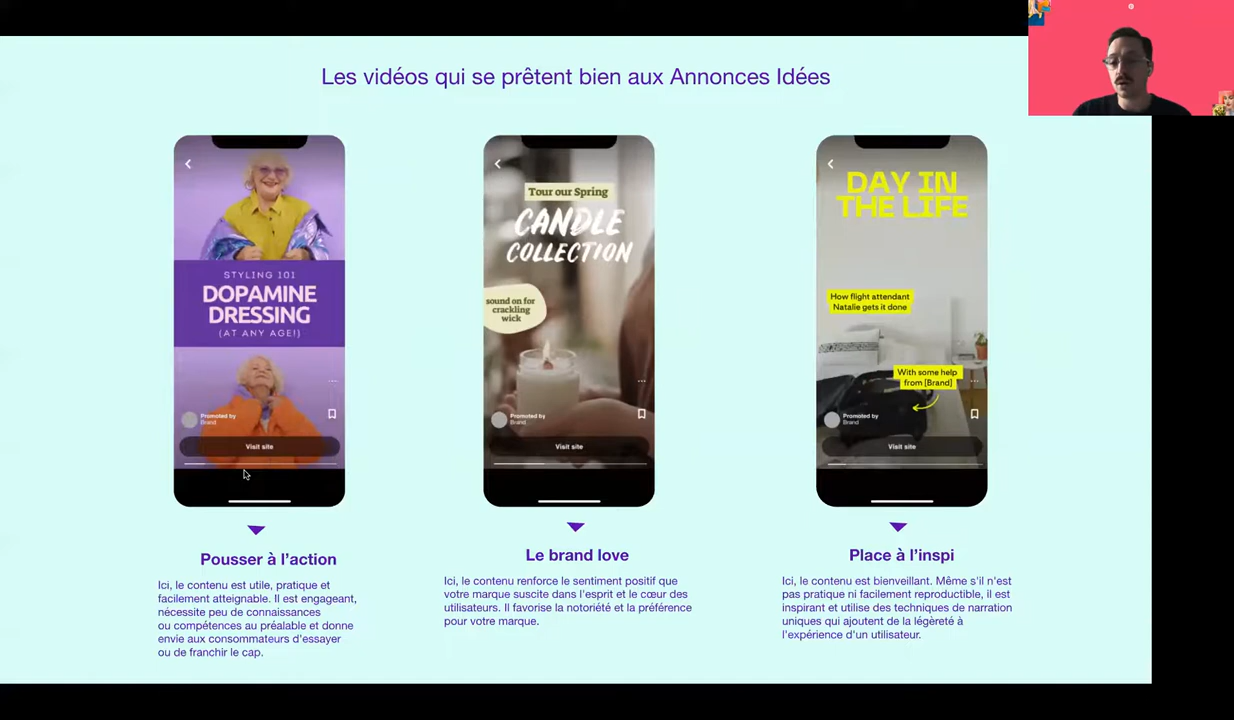 Les vidéos qui se prêtent bien aux Annonces Idées
STYLING 101
DOPAMINE
DRESSING
(AT ANY AGE!)
Promoted by
Brand
Visit site
Pousser à l'action
Ici, le contenu est utile, pratique et
facilement atteignable. Il est engageant,
nécessite peu de connaissances
ou compétences au préalable et donne
envie aux consommateurs d'essayer
ou de franchir le cap.
Tour our Spring
CANDLE
COLLECTION
sound on for
crackling
wick
Promoted by
Brand
Visit site
Le brand love
Ici, le contenu renforce le sentiment positif que
votre marque suscite dans l'esprit et le cœur des
utilisateurs. Il favorise la notoriété et la préférence
pour votre marque.
DAY IN
THE LIFE
How flight attendant
Natalie gets it done
With some help
from [Brand]
Promoted by
Brand
Visit site
Place à l'inspi
Ici, le contenu est bienveillant. Même s'il n'est
pas pratique ni facilement reproductible, il est
inspirant et utilise des techniques de narration
uniques qui ajoutent de la légèreté à
l'expérience d'un utilisateur.